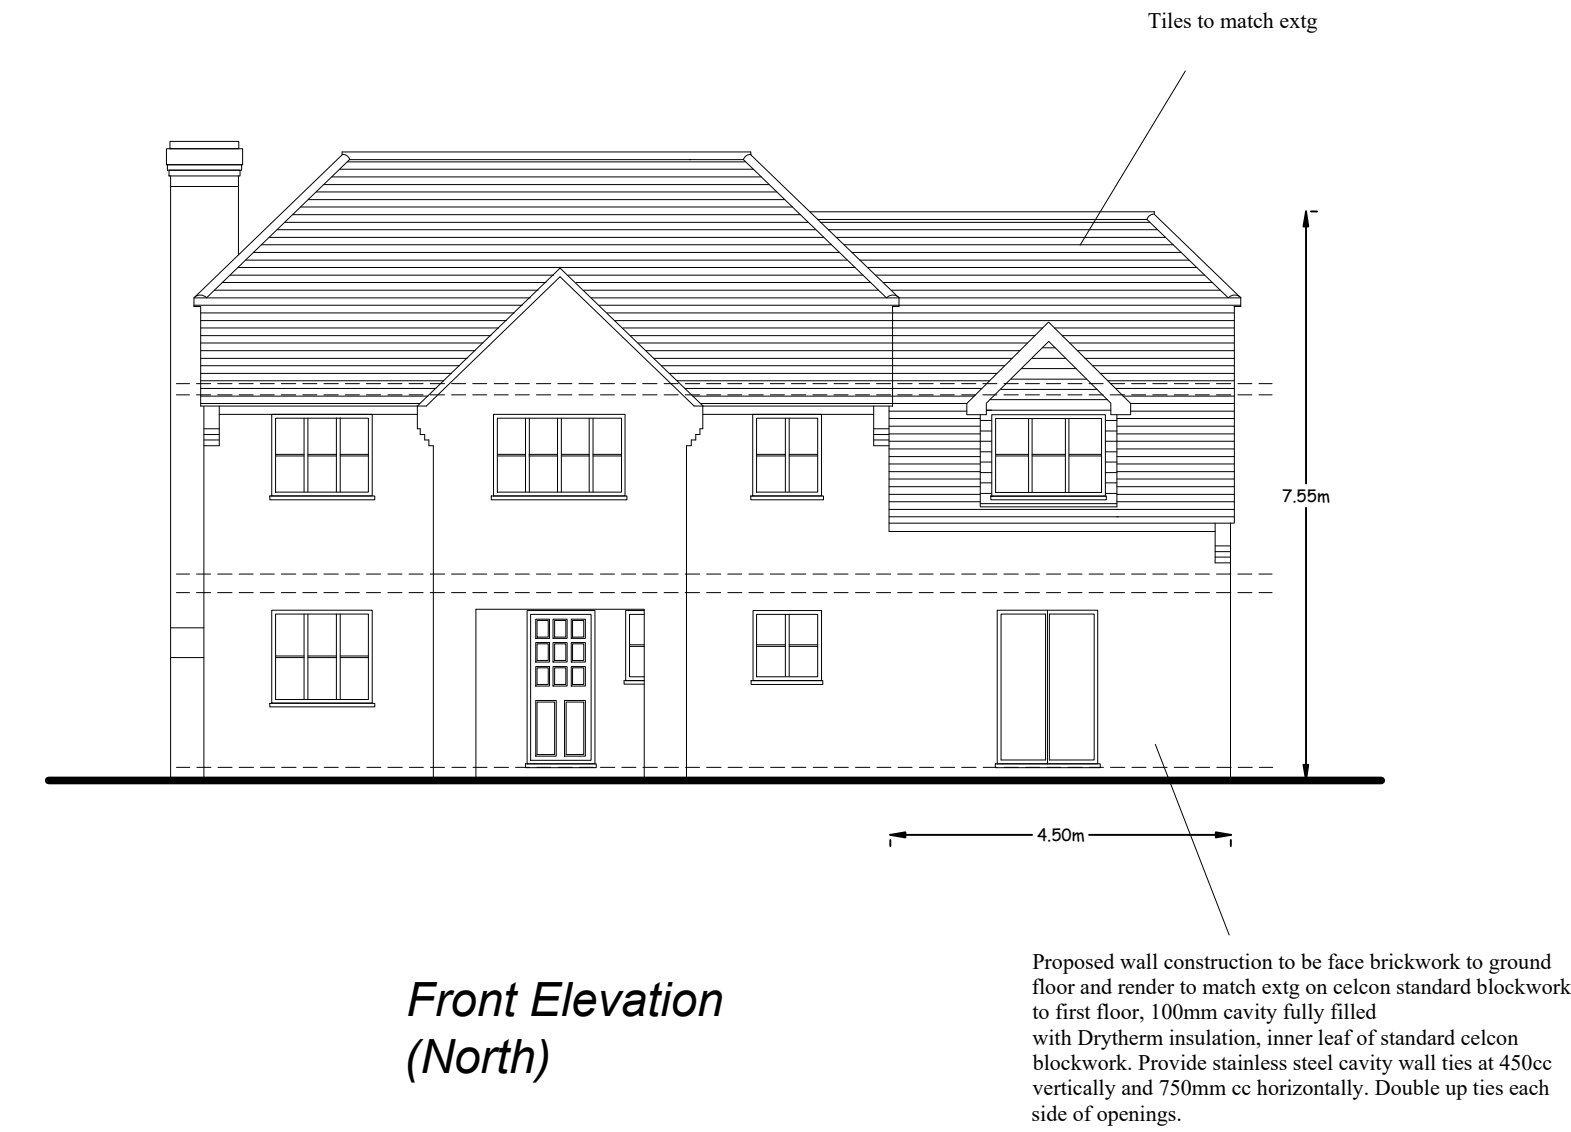 Tiles to match extg
7.55m
4.50m
Front Elevation
(North)
Proposed wall construction to be face brickwork to ground
floor and render to match extg on celcon standard blockwork
to first floor, 100mm cavity fully filled
with Drytherm insulation, inner leaf of standard celcon
blockwork. Provide stainless steel cavity wall ties at 450cc
vertically and 750mm cc horizontally. Double up ties each
side of openings.